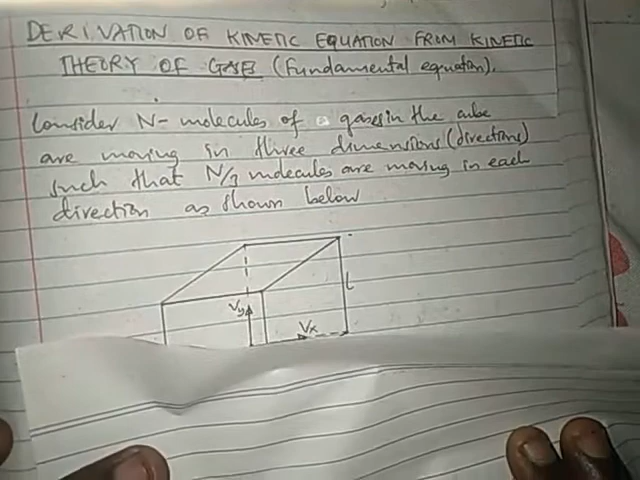 DERIVATION OF KINETIC EQUATION FROM KINETIC
THEORY OF GASES (Fundamental equation).
Consider N- molecules of a gases in the cube
are moving in three dimensions (directions)
such that N/3 molecules are moving in each
direction as shown below
L
Vy
Vx